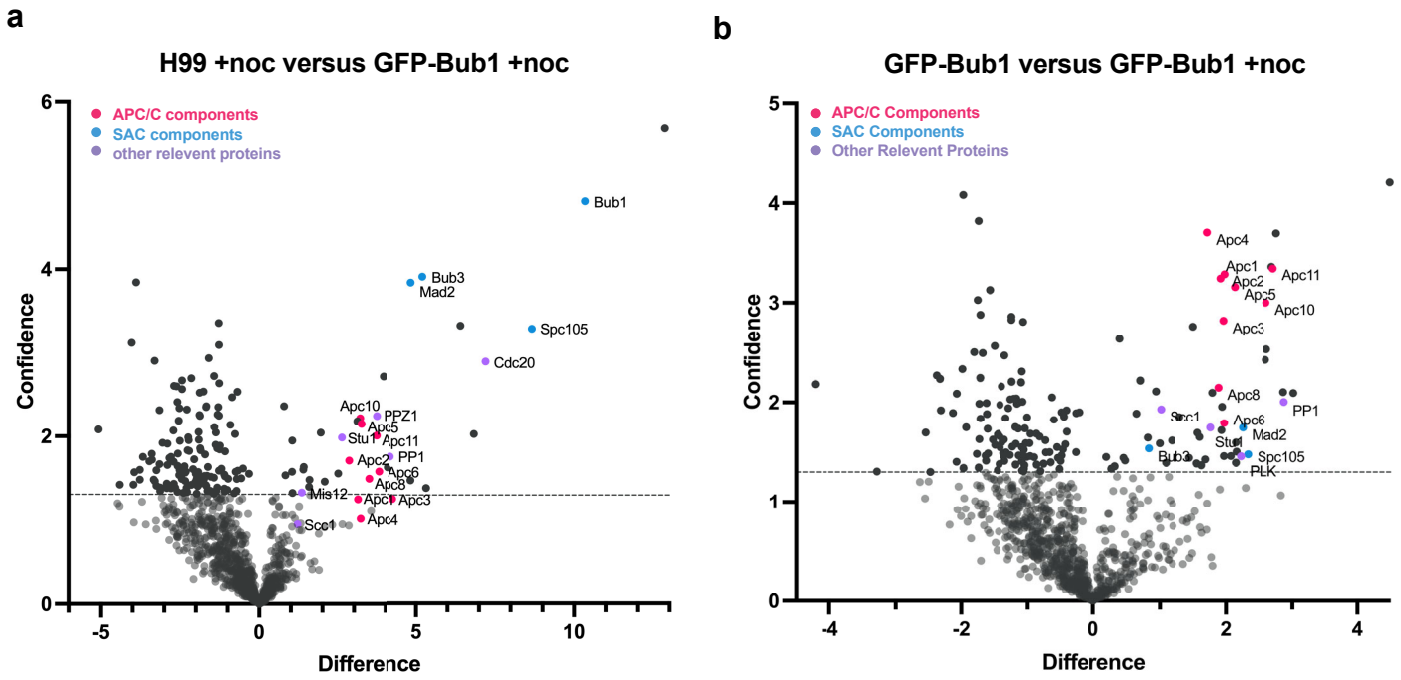 a
H99 +noc versus GFP-Bub1 +noc
APC/C components
SAC components
other relevent proteins
6
4
2
0
Confidence
-5
0
5
10
Difference
Bub1
Bub3
Mad2
Spc105
Cdc20
Apc10
PPZ1
Apc5
Stu1
Apc11
Apc2
PP1
Apc6
Apc8
Mis12
Apc3
Scc1
Apc4
b
GFP-Bub1 versus GFP-Bub1 +noc
APC/C Components
SAC Components
Other Relevent Proteins
5
4
3
2
1
0
Confidence
-4
-2
0
2
4
Difference
Apc4
Apc1
Apc11
Apc2
Apc5
Apc10
Apc3
Apc8
Scc1
PP1
Apc6
Stu1
Mad2
Bub3
Spc105
PLK